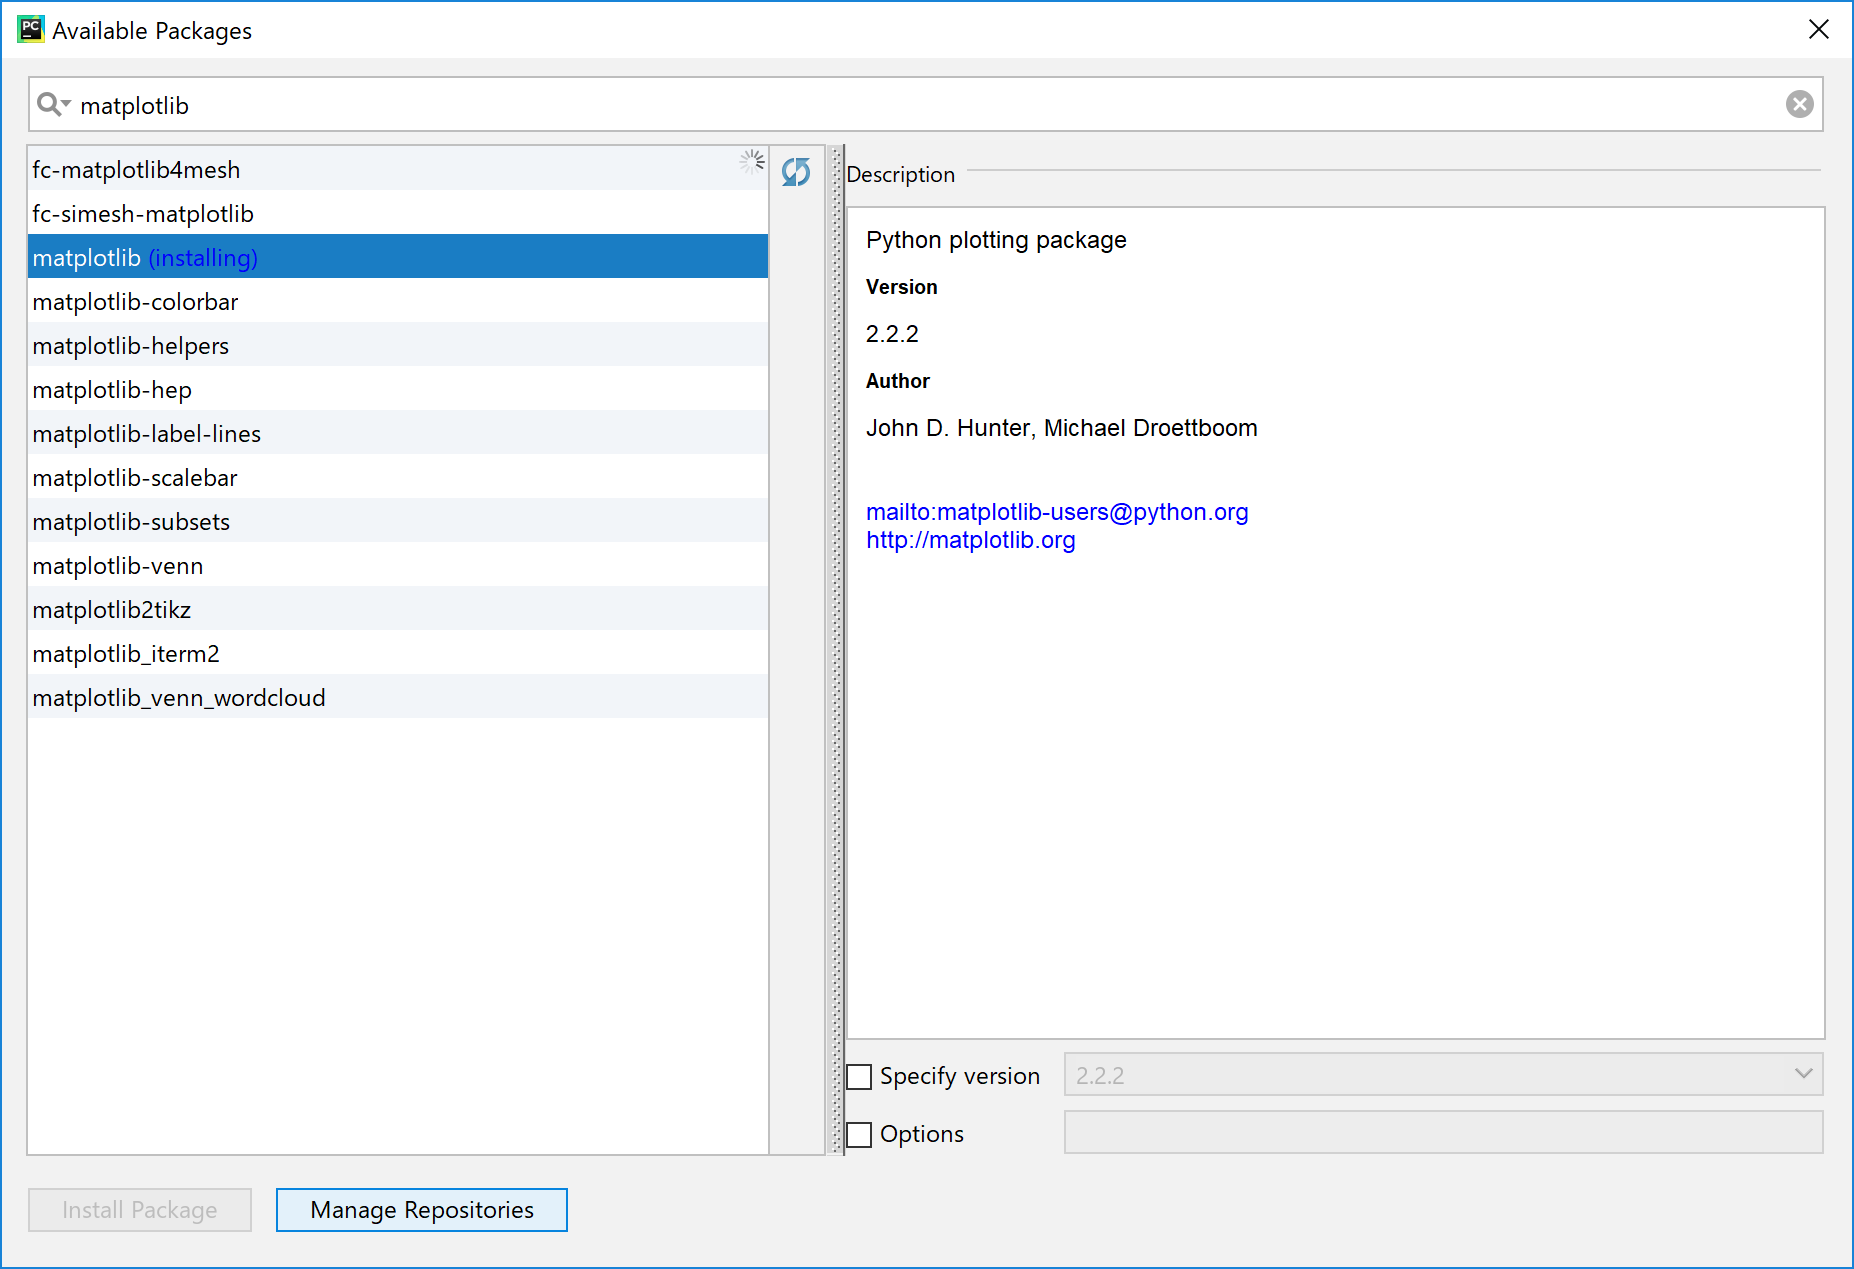 PC
Available Packages
matplotlib
fc-matplotlib4mesh
fc-simesh-matplotlib
matplotlib (installing)
matplotlib-colorbar
matplotlib-helpers
matplotlib-hep
matplotlib-label-lines
matplotlib-scalebar
matplotlib-subsets
matplotlib-venn
matplotlib2tikz
matplotlib_iterm2
matplotlib_venn_wordcloud
Description
Python plotting package
Version
2.2.2
Author
John D. Hunter, Michael Droettboom
mailto:matplotlib-users@python.org
http://matplotlib.org
Specify version
2.2.2
Options
Install Package
Manage Repositories